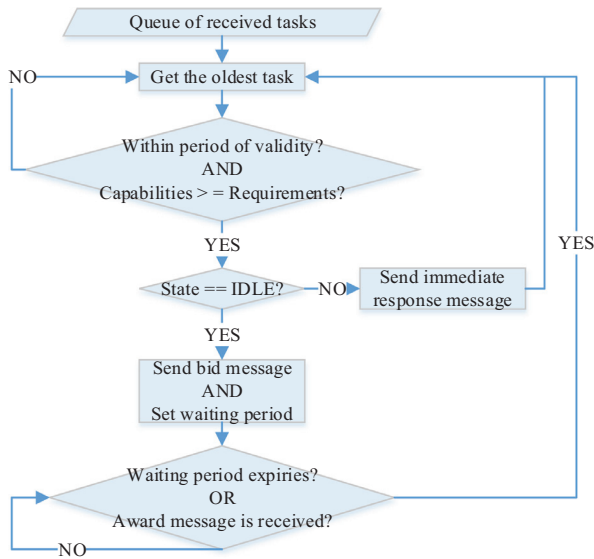 Queue of received tasks
NO
Get the oldest task
Within period of validity?
AND
Capabilities > = Requirements?
YES
YES
State == IDLE?
NO
Send immediate
response message
YES
Send bid message
AND
Set waiting period
Waiting period expiries?
OR
Award message is received?
NO